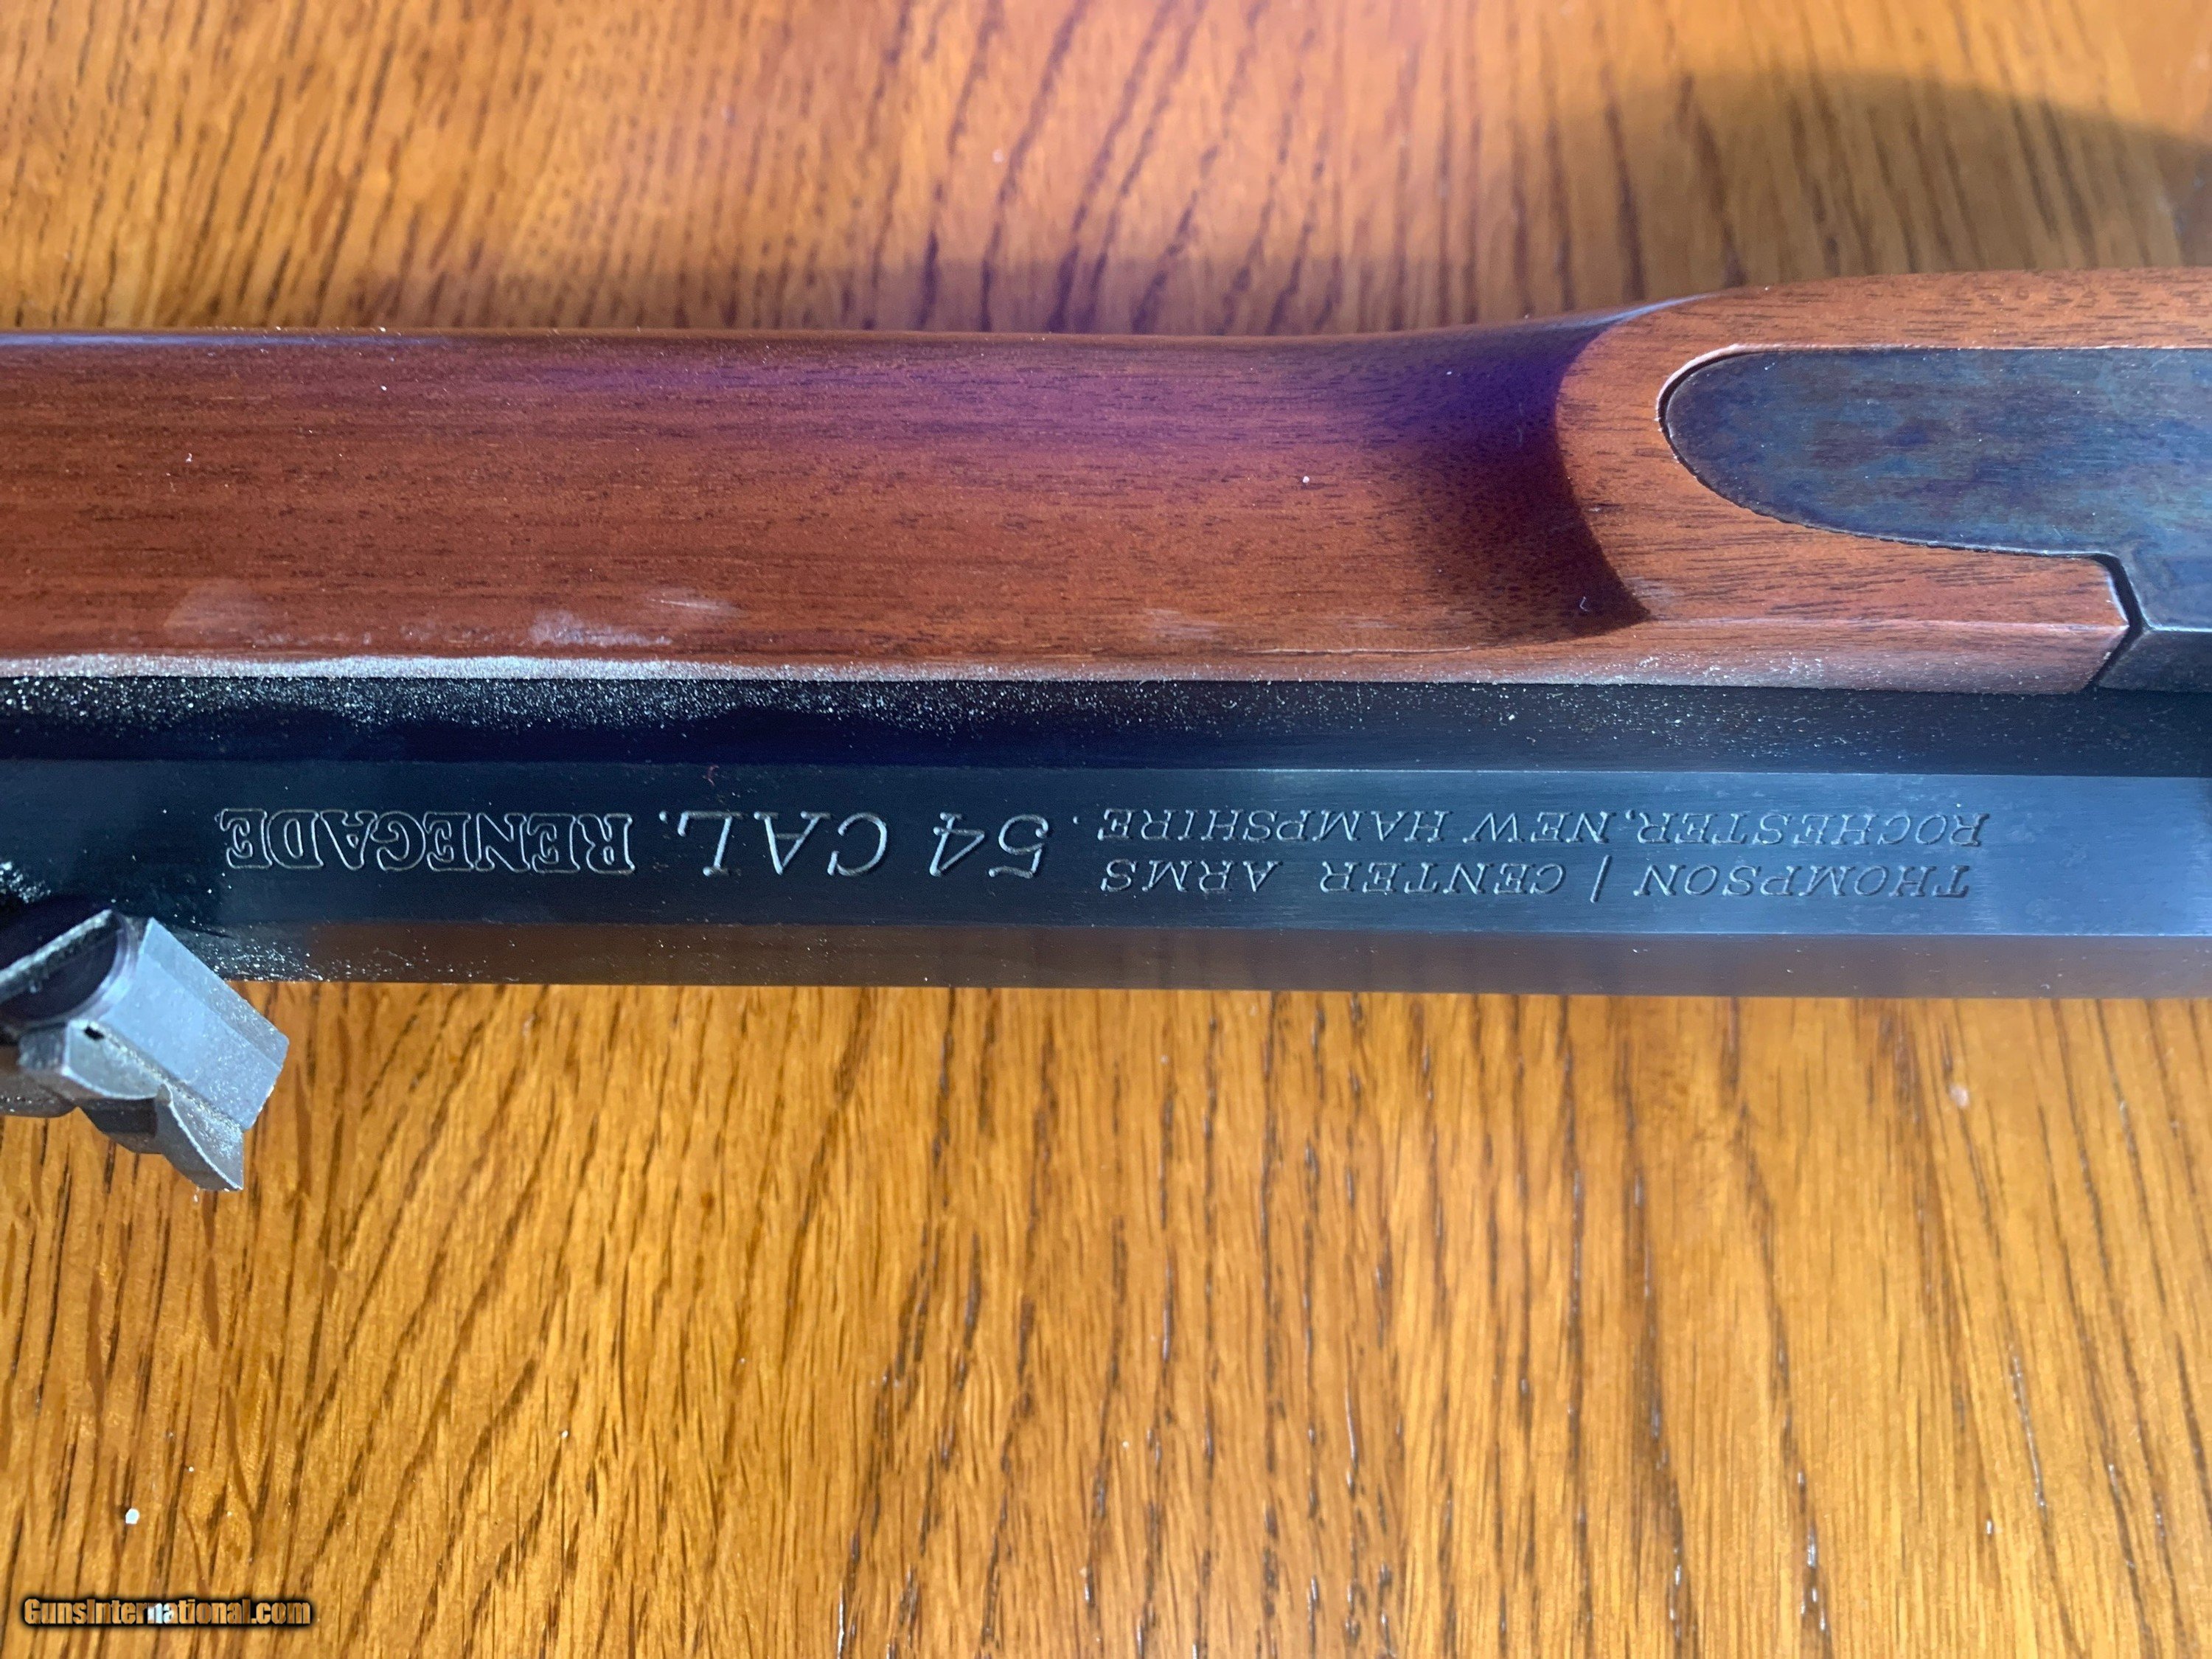 THOMPSON / CENTER ARMS
ROCHESTER, NEW HAMPSHIRE.
54 CAL. RENEGADE
GunsInternational.com